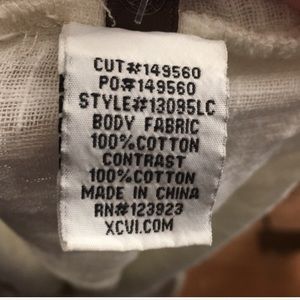 CUT#149560
PO#149560
STYLE#13095LC
BODY FABRIC
100%COTTON
CONTRAST
100%COTTON
MADE IN CHINA
RN#123923
XCVI.COM